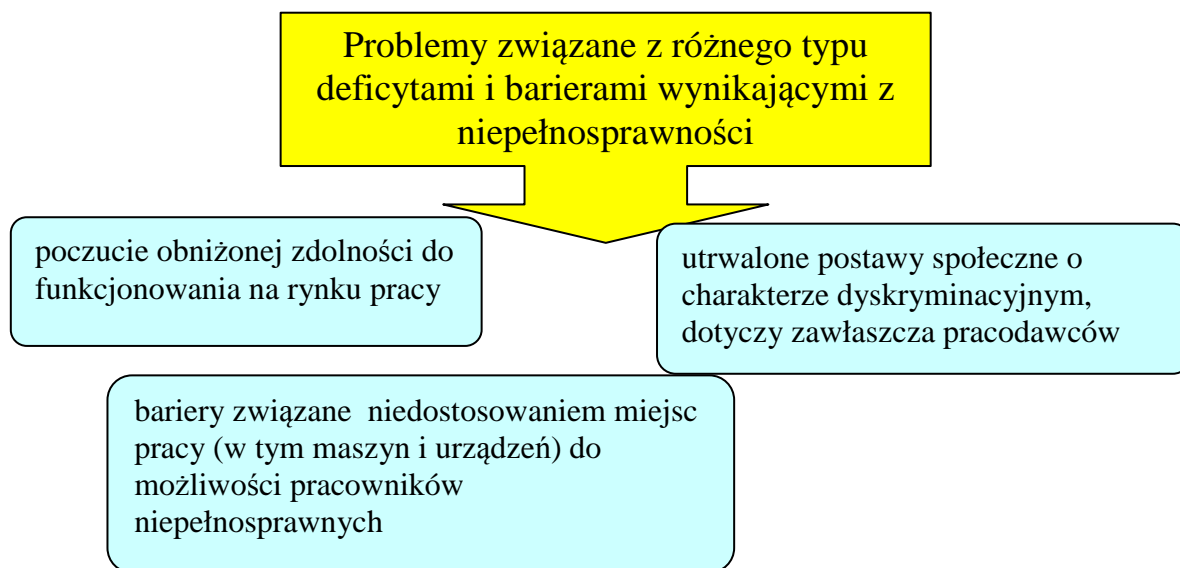 Problemy związane z różnego typu
deficytami i barierami wynikającymi z
niepełnosprawności
poczucie obniżonej zdolności do
funkcjonowania na rynku pracy
utrwalone postawy społeczne o
charakterze dyskryminacyjnym,
dotyczy zawłaszcza pracodawców
bariery związane  niedostosowaniem miejsc
pracy (w tym maszyn i urządzeń) do
możliwości pracowników
niepełnosprawnych